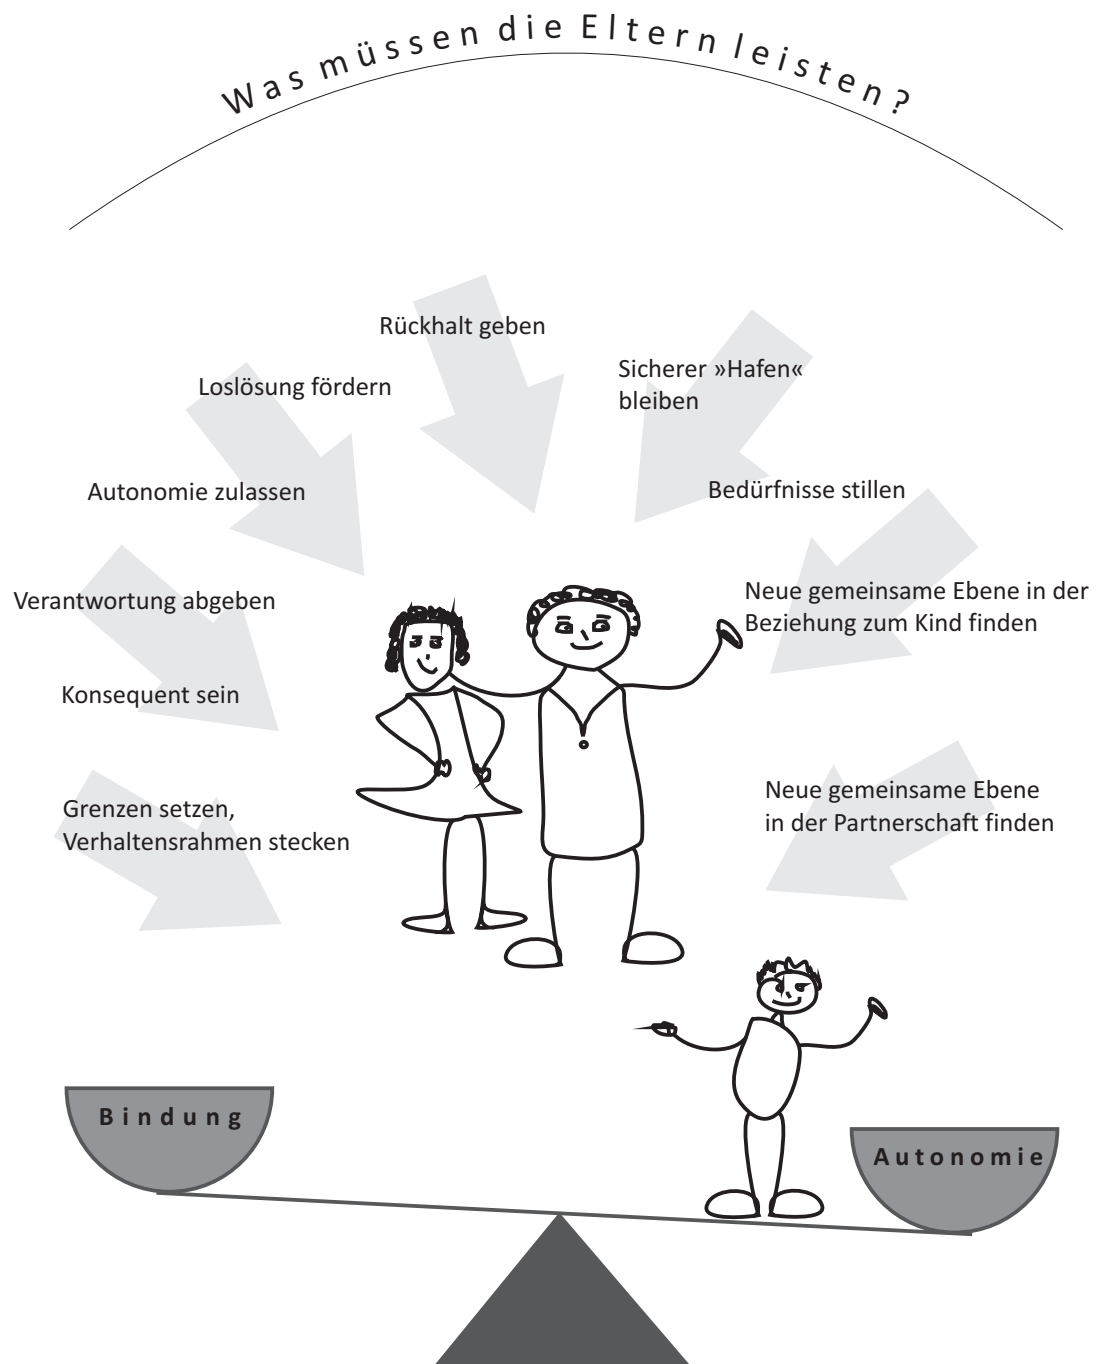 Was müssen die Eltern leisten?
Rückhalt geben
Sicherer »Hafen«
bleiben
Loslösung fördern
Autonomie zulassen
Bedürfnisse stillen
Verantwortung abgeben
Neue gemeinsame Ebene in der
Beziehung zum Kind finden
Konsequent sein
Grenzen setzen,
Verhaltensrahmen stecken
Neue gemeinsame Ebene
in der Partnerschaft finden
Bindung
Autonomie